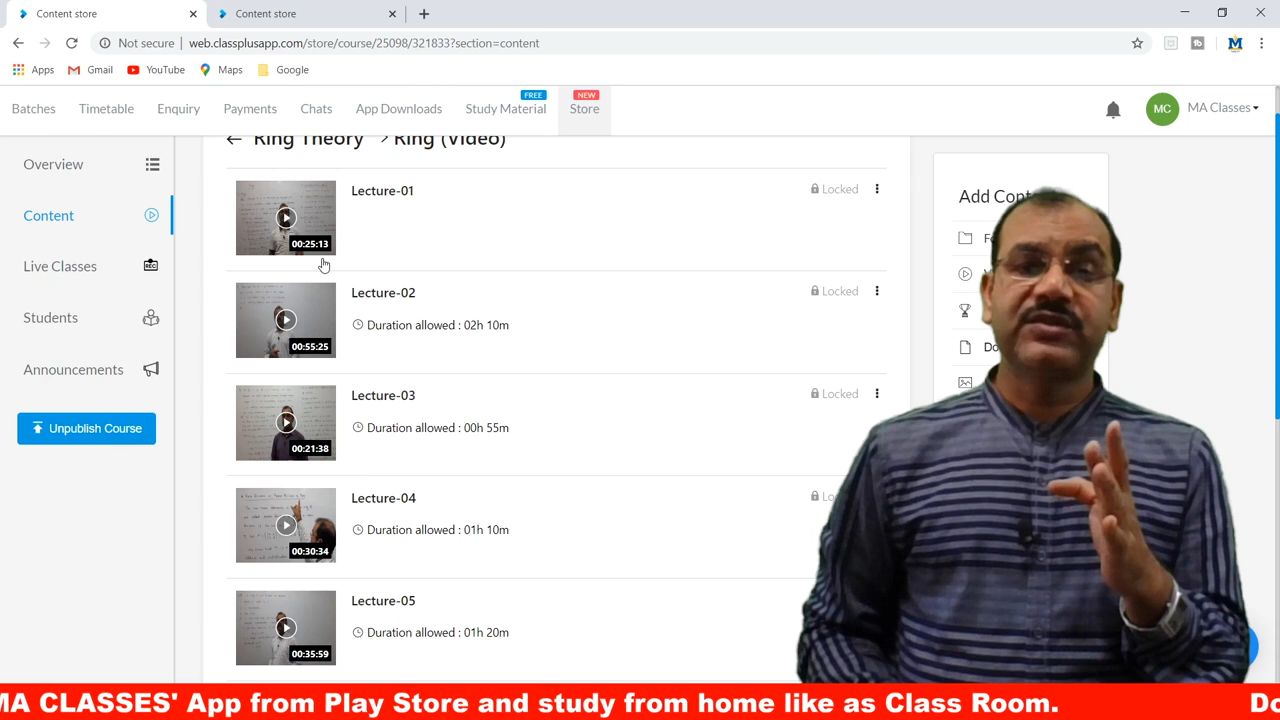 Content store
Content store
Not secure web.classplusapp.com/store/course/25098/321833?section=content
Apps Gmail YouTube Maps Google
FREE NEW
Batches Timetable Enquiry Payments Chats App Downloads Study Material Store MC MA Classes
Overview
Content
Live Classes
Students
Announcements
Unpublish Course
Ring Theory > Ring (Video)
Lecture-01 Locked
00:25:13
Lecture-02 Locked
Duration allowed : 02h 10m
00:55:25
Lecture-03 Locked
Duration allowed : 00h 55m
00:21:38
Lecture-04
Duration allowed : 01h 10m
00:30:34
Lecture-05
Duration allowed : 01h 20m
00:35:59
Add
MA CLASSES' App from Play Store and study from home like as Class Room. Do